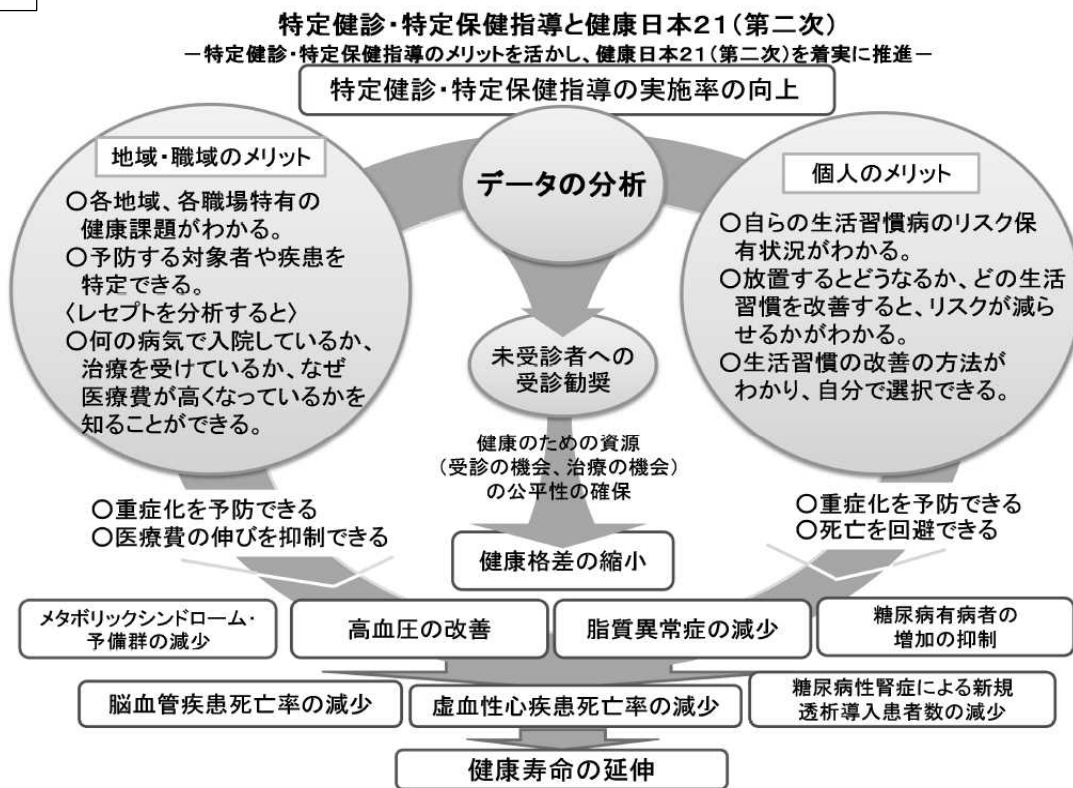 特定健診・特定保健指導と健康日本21(第二次)
－特定健診・特定保健指導のメリットを活かし、健康日本21(第二次)を着実に推進－
特定健診・特定保健指導の実施率の向上
地域・職域のメリット
○各地域、各職場特有の
健康課題がわかる。
○予防する対象者や疾患を
特定できる。
〈レセプトを分析すると〉
○何の病気で入院しているか、
治療を受けているか、なぜ
医療費が高くなっているかを
知ることができる。
データの分析
個人のメリット
○自らの生活習慣病のリスク保
有状況がわかる。
○放置するとどうなるか、どの生活
習慣を改善すると、リスクが減ら
せるかがわかる。
○生活習慣の改善の方法が
わかり、自分で選択できる。
未受診者への
受診勧奨
健康のための資源
(受診の機会、治療の機会)
の公平性の確保
○重症化を予防できる
○医療費の伸びを抑制できる
○重症化を予防できる
○死亡を回避できる
健康格差の縮小
メタボリックシンドローム・
予備群の減少
高血圧の改善
脂質異常症の減少
糖尿病有病者の
増加の抑制
脳血管疾患死亡率の減少
虚血性心疾患死亡率の減少
糖尿病性腎症による新規
透析導入患者数の減少
健康寿命の延伸